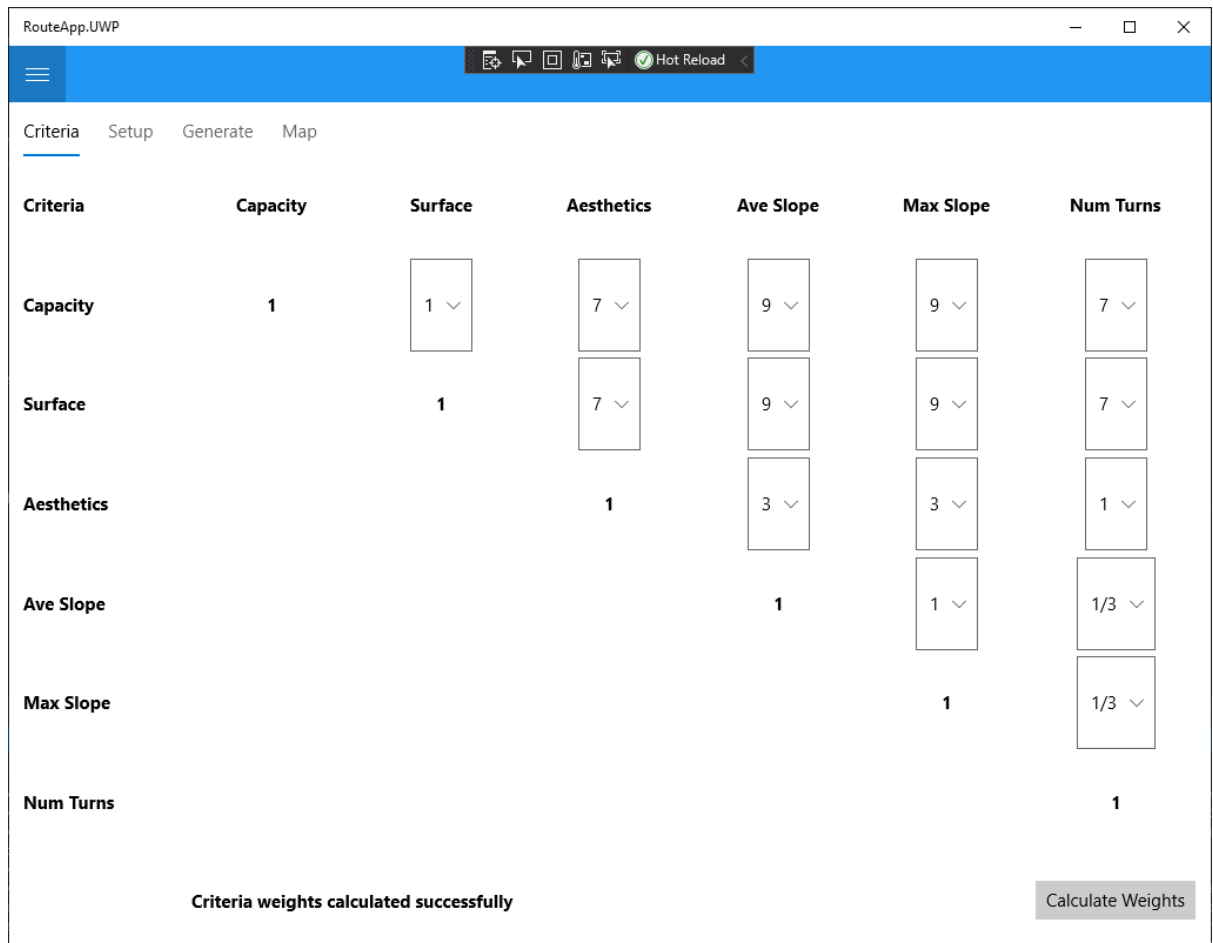 RouteApp.UWP
Hot Reload
Criteria Setup Generate Map
Criteria Capacity Surface Aesthetics Ave Slope Max Slope Num Turns
Capacity 1 1 7 9 9 7
Surface 1 7 9 9 7
Aesthetics 1 3 3 1
Ave Slope 1 1 1/3
Max Slope 1 1/3
Num Turns 1
Criteria weights calculated successfully Calculate Weights